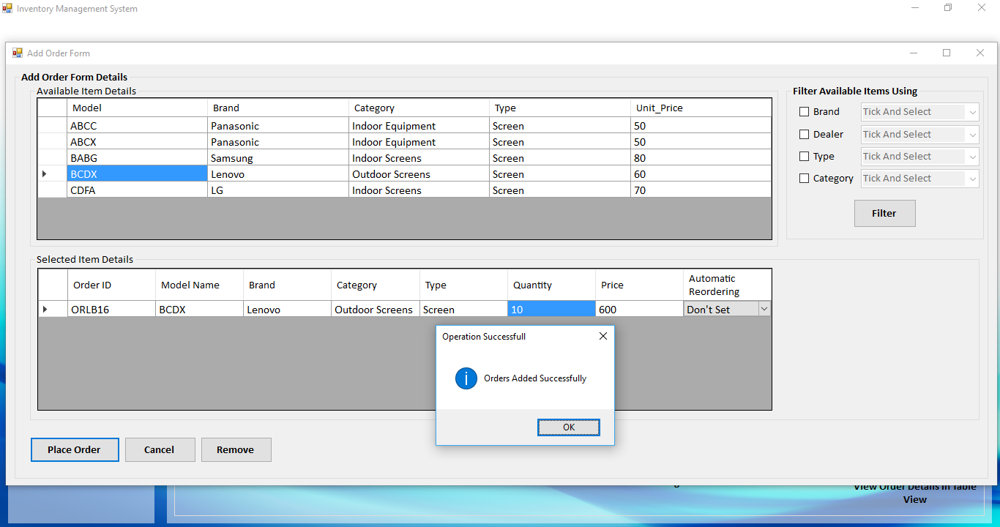 Inventory Management System
Add Order Form
Add Order Form Details
Available Item Details
Model Brand Category Type Unit_Price
ABCC Panasonic Indoor Equipment Screen 50
ABCX Panasonic Indoor Equipment Screen 50
BABG Samsung Indoor Screens Screen 80
BCDX Lenovo Outdoor Screens Screen 60
CDFA LG Indoor Screens Screen 70
Filter Available Items Using
Brand Tick And Select
Dealer Tick And Select
Type Tick And Select
Category Tick And Select
Filter
Selected Item Details
Order ID Model Name Brand Category Type Quantity Price Automatic Reordering
ORLB16 BCDX Lenovo Outdoor Screens Screen 10 600 Don't Set
Operation Successfull
Orders Added Successfully
OK
Place Order Cancel Remove
View Order Details In Table
View